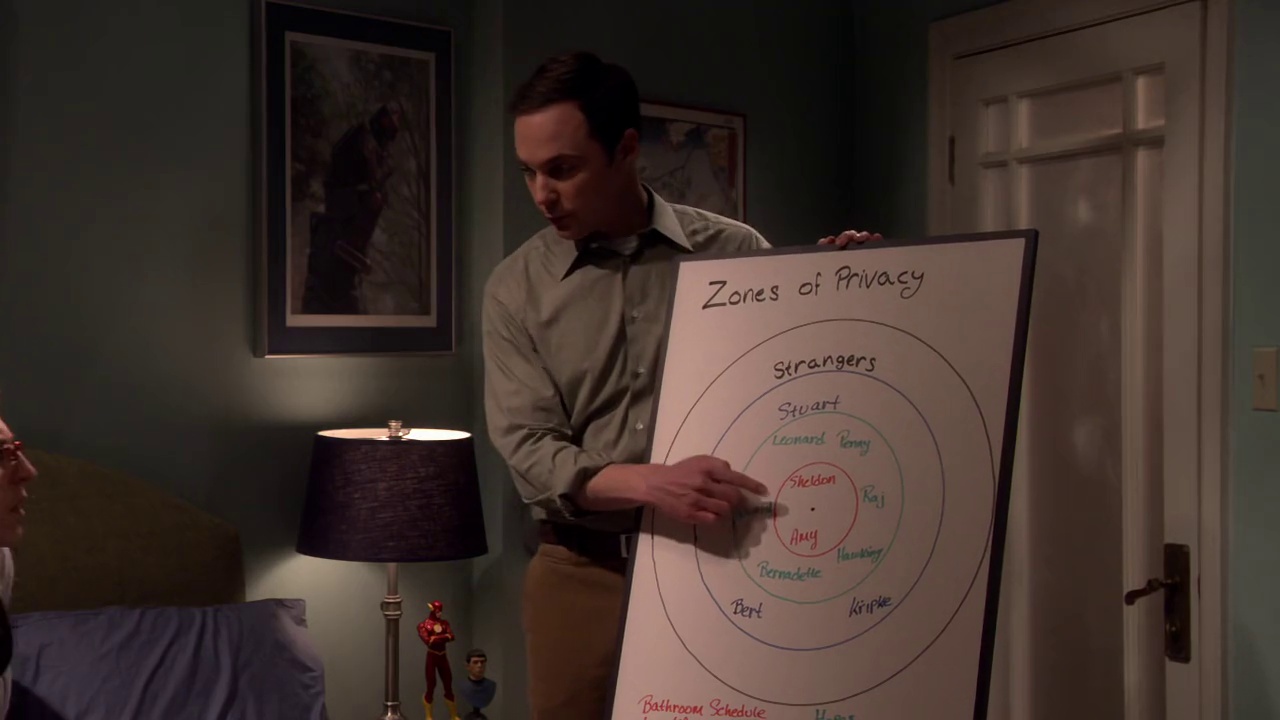 Zones of Privacy
Strangers
Stuart
Leonard Penny
Sheldon
Raj
Amy
Hawking
Bernadette
Bert Kripke
Bathroom Schedule